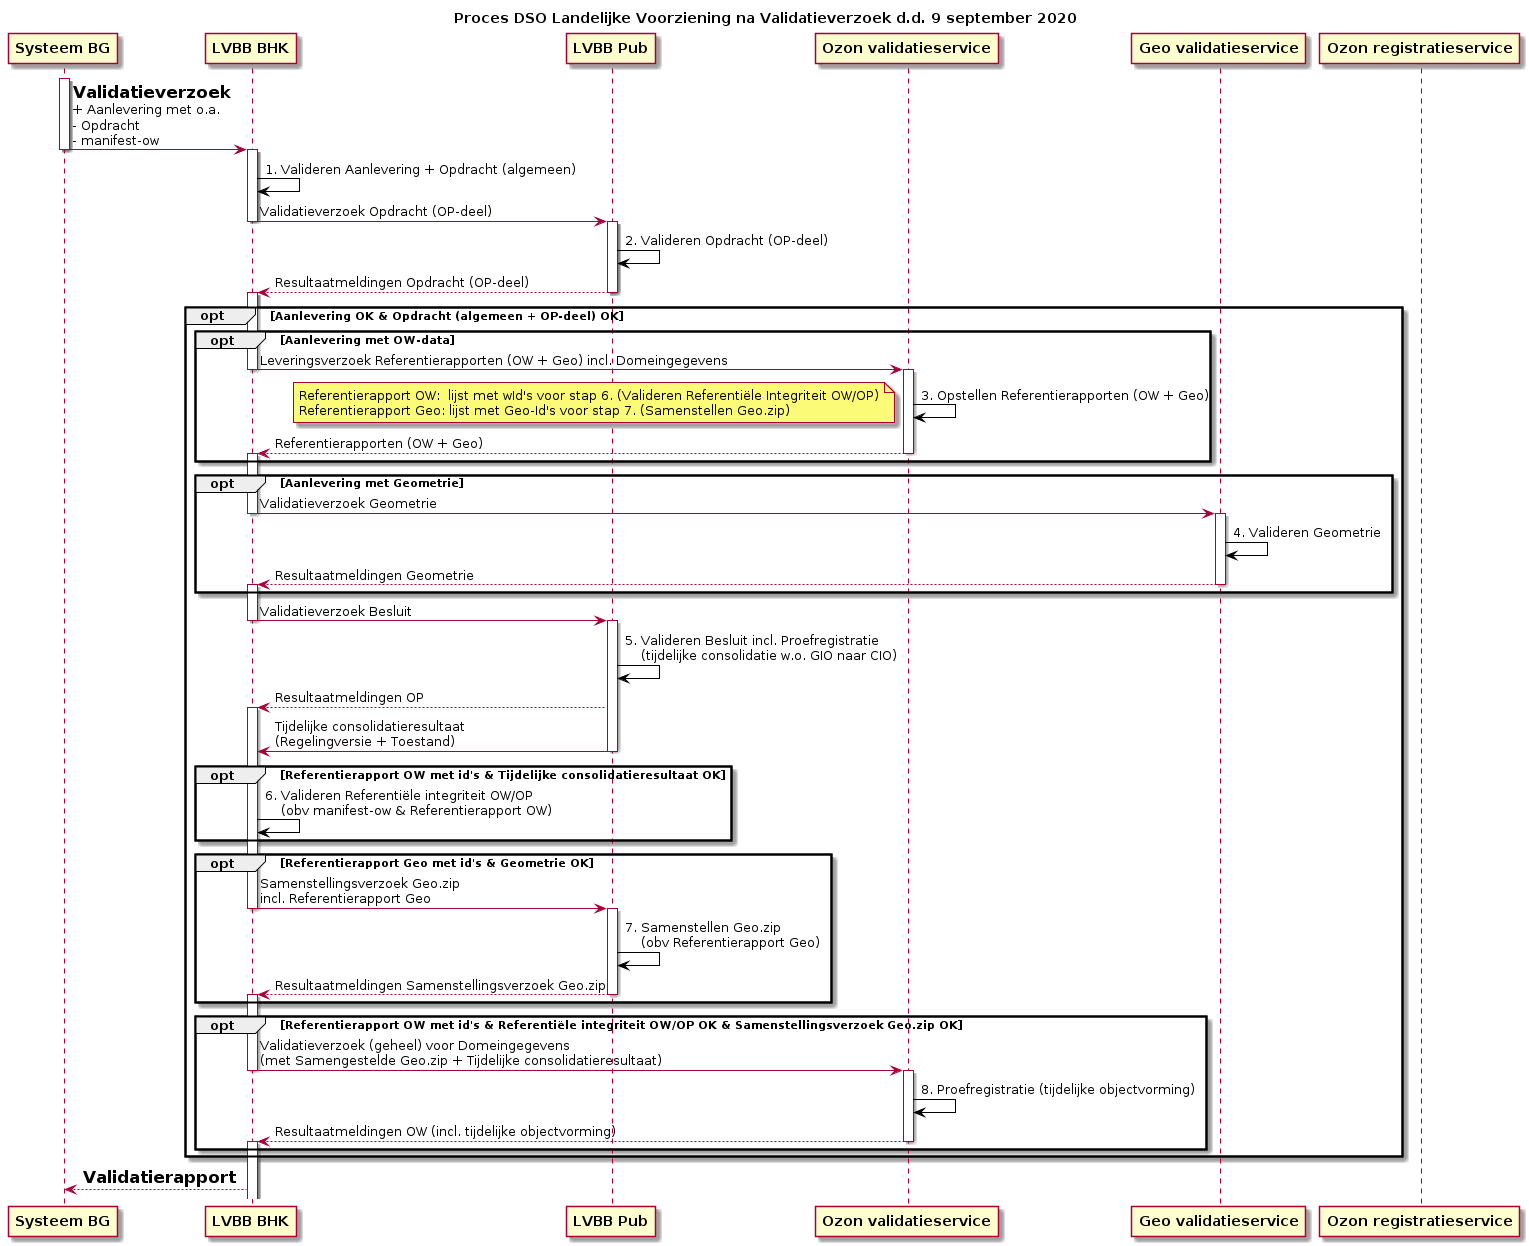 Proces DSO Landelijke Voorziening na Validatieverzoek d.d. 9 september 2020
Systeem BG
LVBB BHK
LVBB Pub
Ozon validatieservice
Geo validatieservice
Ozon registratieservice
Validatieverzoek
+ Aanlevering met o.a.
- Opdracht
- manifest-ow
1. Valideren Aanlevering + Opdracht (algemeen)
Validatieverzoek Opdracht (OP-deel)
2. Valideren Opdracht (OP-deel)
Resultaatmeldingen Opdracht (OP-deel)
opt
[Aanlevering OK & Opdracht (algemeen + OP-deel) OK]
opt
[Aanlevering met OW-data]
Leveringsverzoek Referentierapporten (OW + Geo) incl. Domeingegevens
Referentierapport OW:  lijst met wId's voor stap 6. (Valideren Referentiële Integriteit OW/OP)
Referentierapport Geo: lijst met Geo-Id's voor stap 7. (Samenstellen Geo.zip)
3. Opstellen Referentierapporten (OW + Geo)
Referentierapporten (OW + Geo)
opt
[Aanlevering met Geometrie]
Validatieverzoek Geometrie
4. Valideren Geometrie
Resultaatmeldingen Geometrie
Validatieverzoek Besluit
5. Valideren Besluit incl. Proefregistratie
(tijdelijke consolidatie w.o. GIO naar CIO)
Resultaatmeldingen OP
Tijdelijke consolidatieresultaat
(Regelingversie + Toestand)
opt
[Referentierapport OW met id's & Tijdelijke consolidatieresultaat OK]
6. Valideren Referentiële integriteit OW/OP
(obv manifest-ow & Referentierapport OW)
opt
[Referentierapport Geo met id's & Geometrie OK]
Samenstellingsverzoek Geo.zip
incl. Referentierapport Geo
7. Samenstellen Geo.zip
(obv Referentierapport Geo)
Resultaatmeldingen Samenstellingsverzoek Geo.zip
opt
[Referentierapport OW met id's & Referentiële integriteit OW/OP OK & Samenstellingsverzoek Geo.zip OK]
Validatieverzoek (geheel) voor Domeingegevens
(met Samengestelde Geo.zip + Tijdelijke consolidatieresultaat)
8. Proefregistratie (tijdelijke objectvorming)
Resultaatmeldingen OW (incl. tijdelijke objectvorming)
Validatierapport
Systeem BG
LVBB BHK
LVBB Pub
Ozon validatieservice
Geo validatieservice
Ozon registratieservice